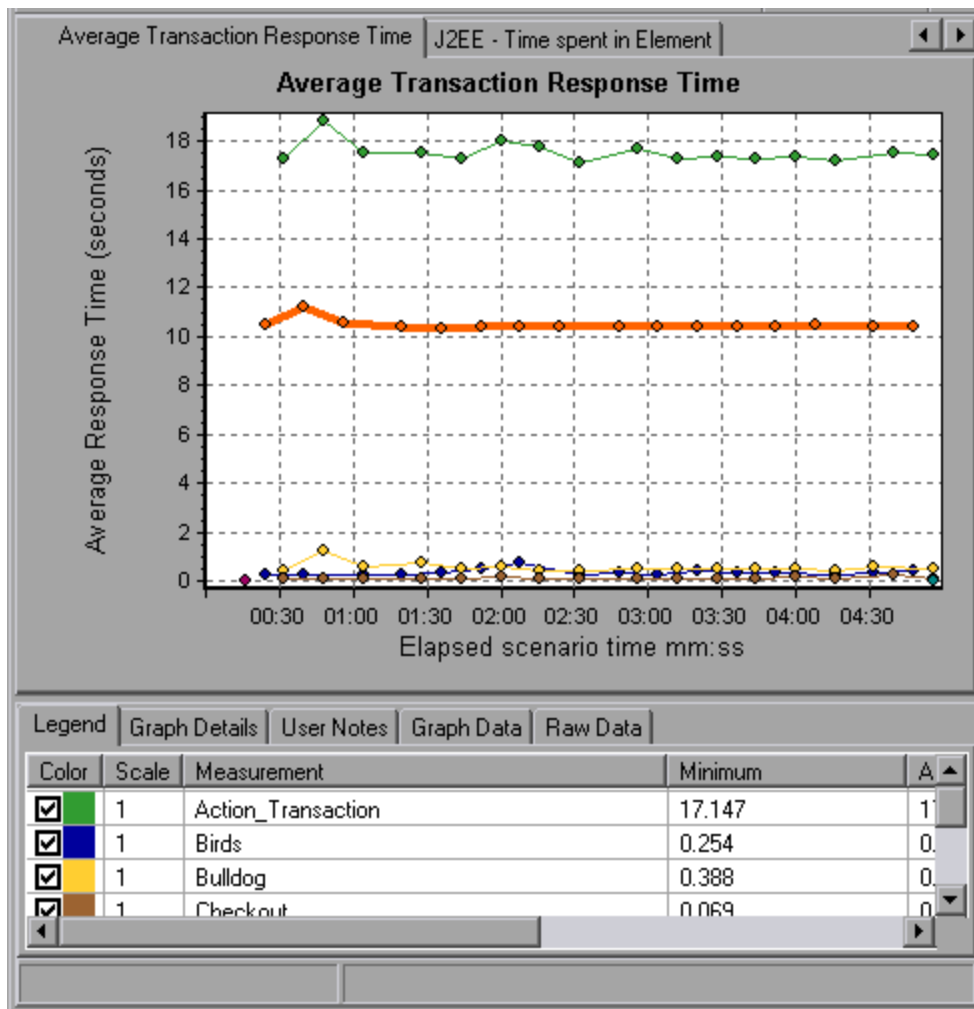 Average Transaction Response Time J2EE - Time spent in Element
Average Transaction Response Time
Average Response Time (seconds)
18
16
14
12
10
8
6
4
2
0
00:30 01:00 01:30 02:00 02:30 03:00 03:30 04:00 04:30
Elapsed scenario time mm:ss
Legend Graph Details User Notes Graph Data Raw Data
Color Scale Measurement Minimum A
1 Action_Transaction 17.147 1
1 Birds 0.254 0.
1 Bulldog 0.388 0.
1 Checkout 0.069 0.